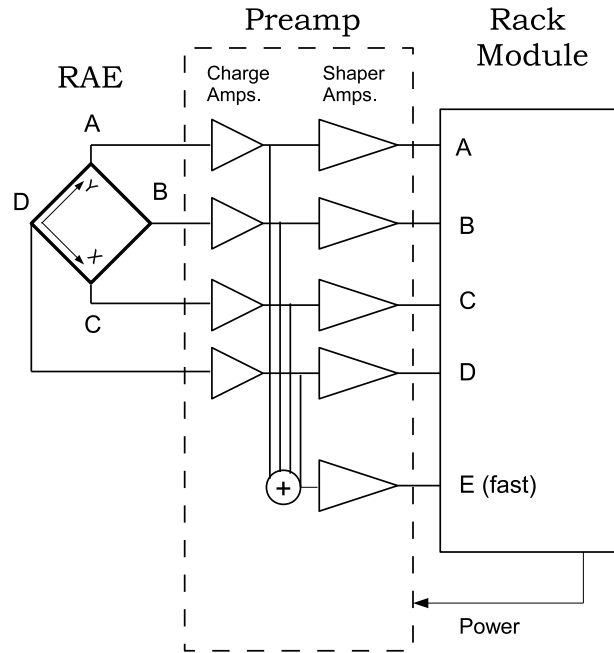 Preamp
Rack
Module
RAE
Charge
Amps.
Shaper
Amps.
A
A
B
D
Y
B
X
C
C
D
+
E (fast)
Power